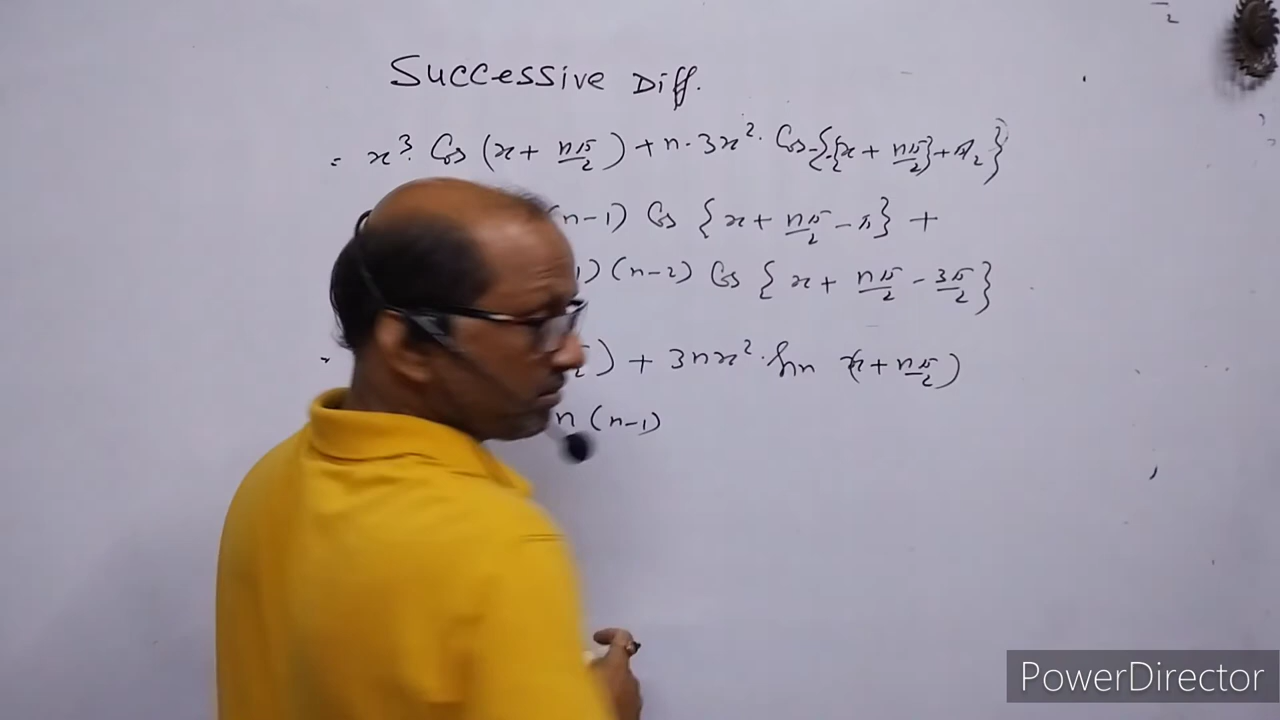 Successive Diff.
= x³. Cos (x + nπ/2) + n. 3x². Cos {{x + nπ/2} + π/2}
(n-1) Cos {x + nπ/2 - π} +
1) (n-2) Cos {x + nπ/2 - 3π/2}
) + 3nx². Sin (x + nπ/2)
n (n-1)
PowerDirector